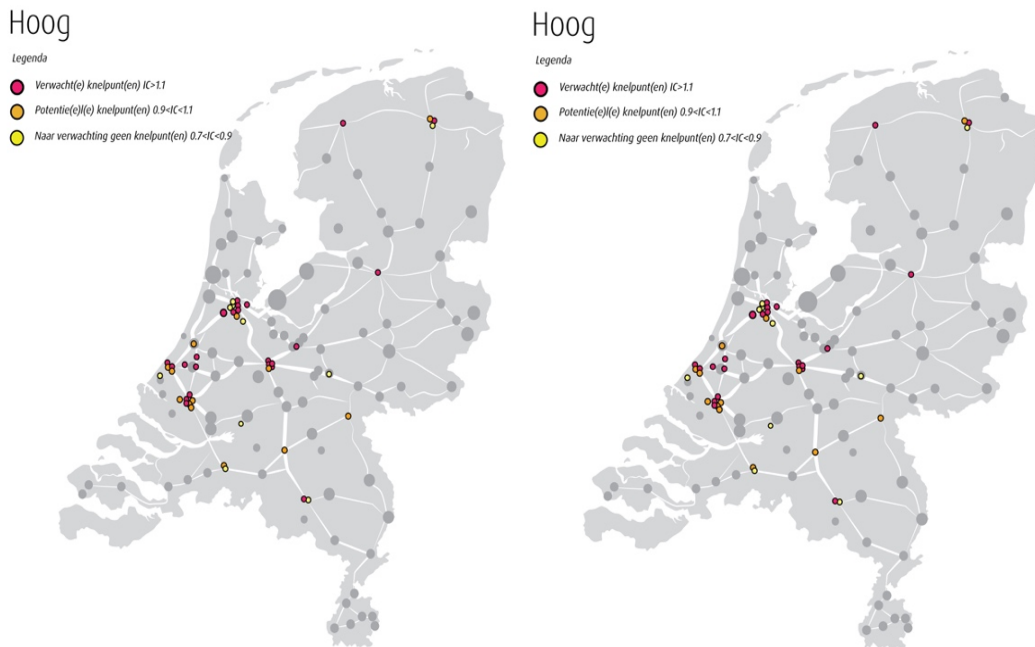 Hoog
Legenda
Verwacht(e) knelpunt(en) IC>1.1
Potentie(e)l(e) knelpunt(en) 0.9<IC<1.1
Naar verwachting geen knelpunt(en) 0.7<IC<0.9
Hoog
Legenda
Verwacht(e) knelpunt(en) IC>1.1
Potentie(e)l(e) knelpunt(en) 0.9<IC<1.1
Naar verwachting geen knelpunt(en) 0.7<IC<0.9